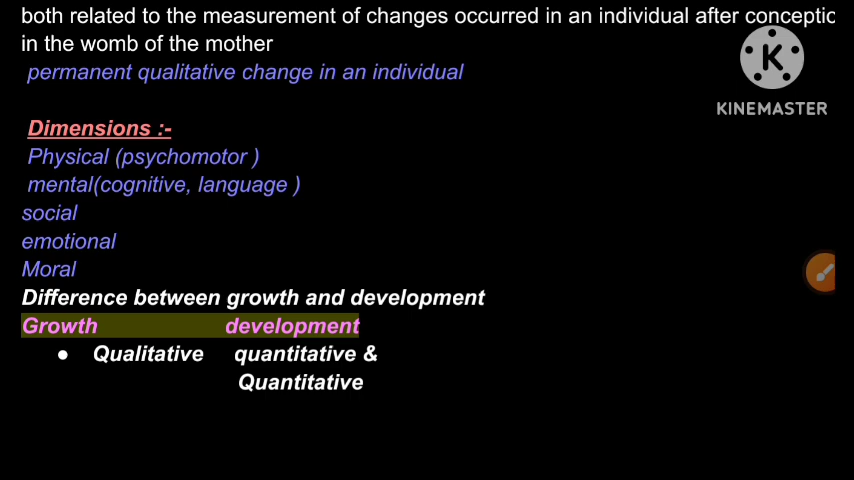 both related to the measurement of changes occurred in an individual after conceptic
in the womb of the mother
permanent qualitative change in an individual
KINEMASTER
Dimensions :-
Physical (psychomotor )
mental(cognitive, language )
social
emotional
Moral
Difference between growth and development
Growth development
● Qualitative quantitative &
Quantitative